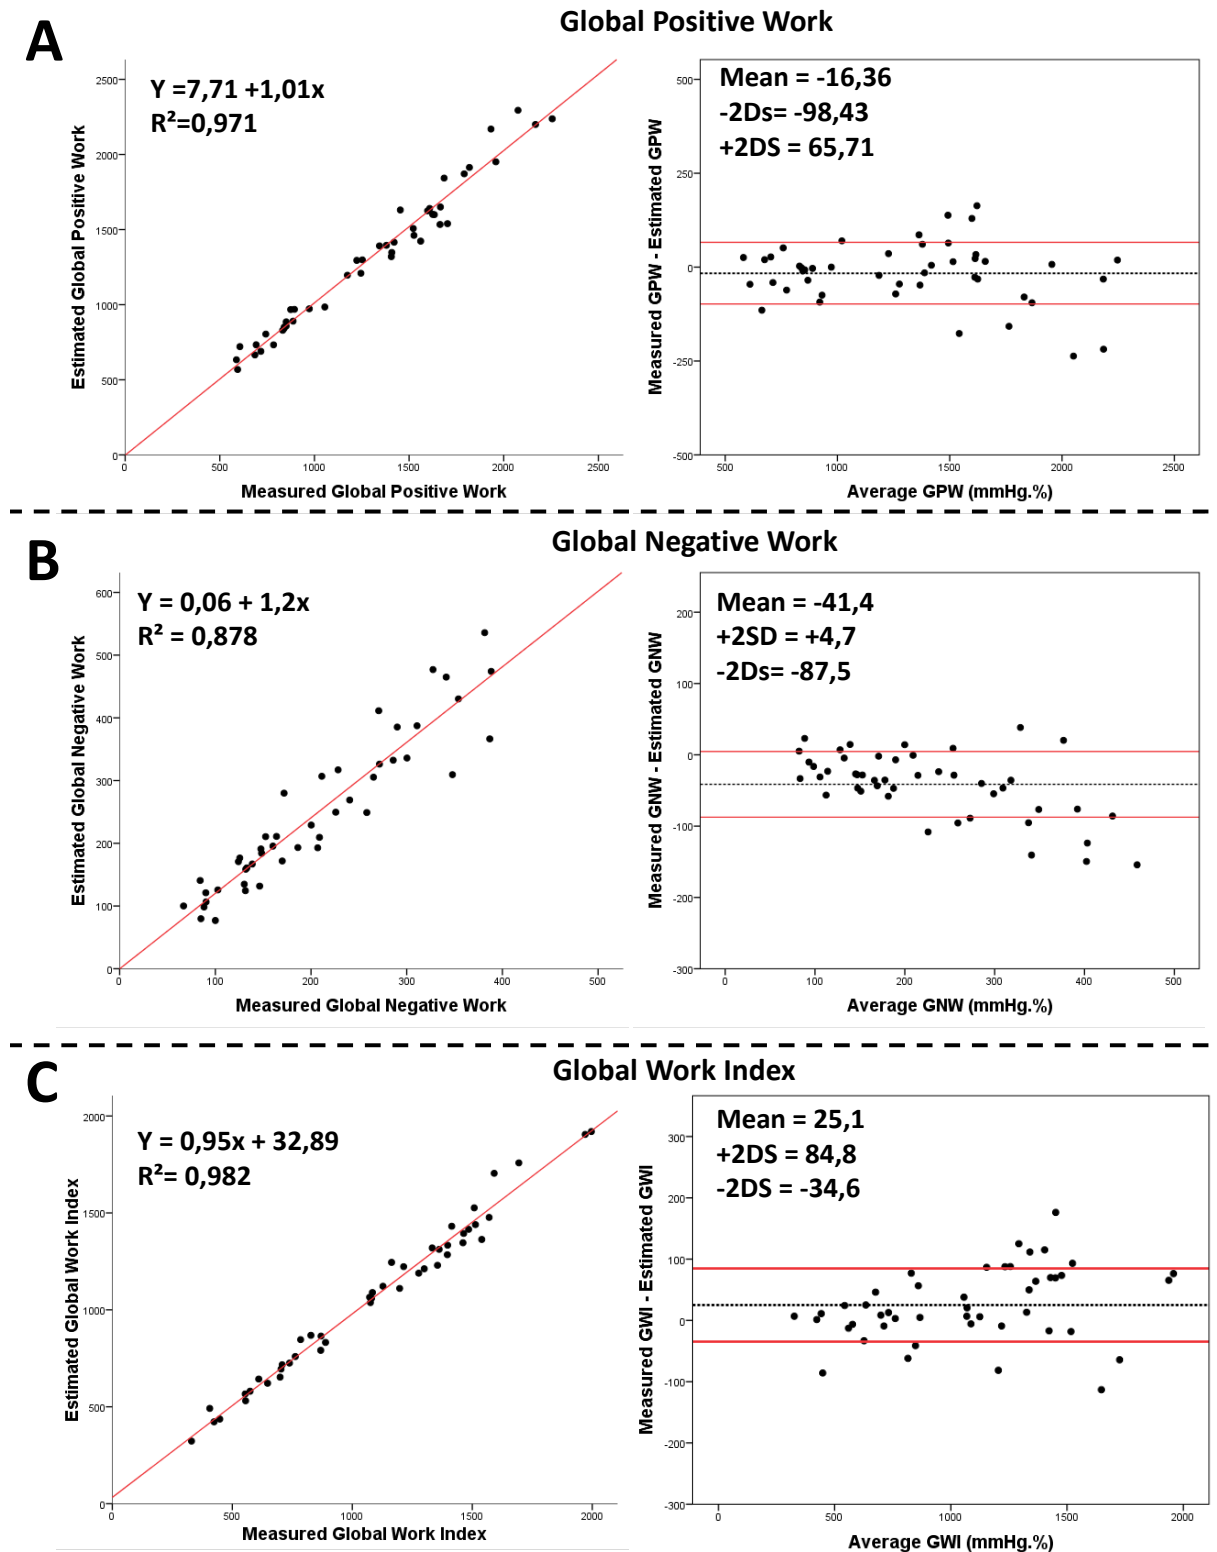 A
Global Positive Work
Y =7,71 +1,01x
R²=0,971
Estimated Global Positive Work
2500
2000
1500
1000
500
0
0 500 1000 1500 2000 2500
Measured Global Positive Work
Mean = -16,36
-2Ds= -98,43
+2DS = 65,71
Measured GPW - Estimated GPW
500
250
0
-250
-500
500 1000 1500 2000 2500
Average GPW (mmHg.%)
B
Global Negative Work
Y = 0,06 + 1,2x
R² = 0,878
Estimated Global Negative Work
600
500
400
300
200
100
0
0 100 200 300 400 500
Measured Global Negative Work
Mean = -41,4
+2SD = +4,7
-2Ds= -87,5
Measured GNW - Estimated GNW
200
100
0
-100
-200
-300
0 100 200 300 400 500
Average GNW (mmHg.%)
C
Global Work Index
Y = 0,95x + 32,89
R²= 0,982
Estimated Global Work Index
2000
1500
1000
500
0
0 500 1000 1500 2000
Measured Global Work Index
Mean = 25,1
+2DS = 84,8
-2DS = -34,6
Measured GWI - Estimated GWI
300
200
100
0
-100
-200
-300
0 500 1000 1500 2000
Average GWI (mmHg.%)